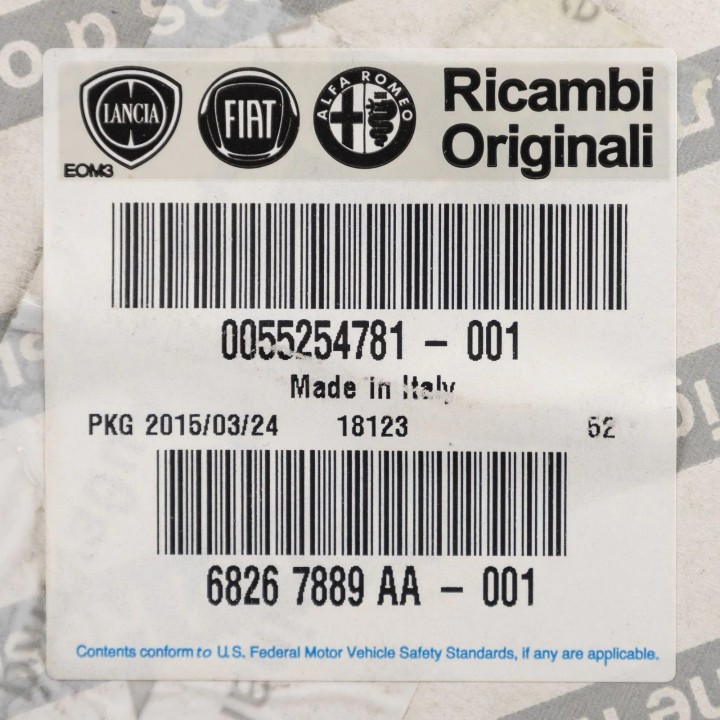 LANCIA FIAT ALFA ROMEO Ricambi
Originali
EOM3
0055254781 - 001
Made in Italy
PKG 2015/03/24 18123 52
6826 7889 AA - 001
Contents conform to U.S. Federal Motor Vehicle Safety Standards, if any are applicable.